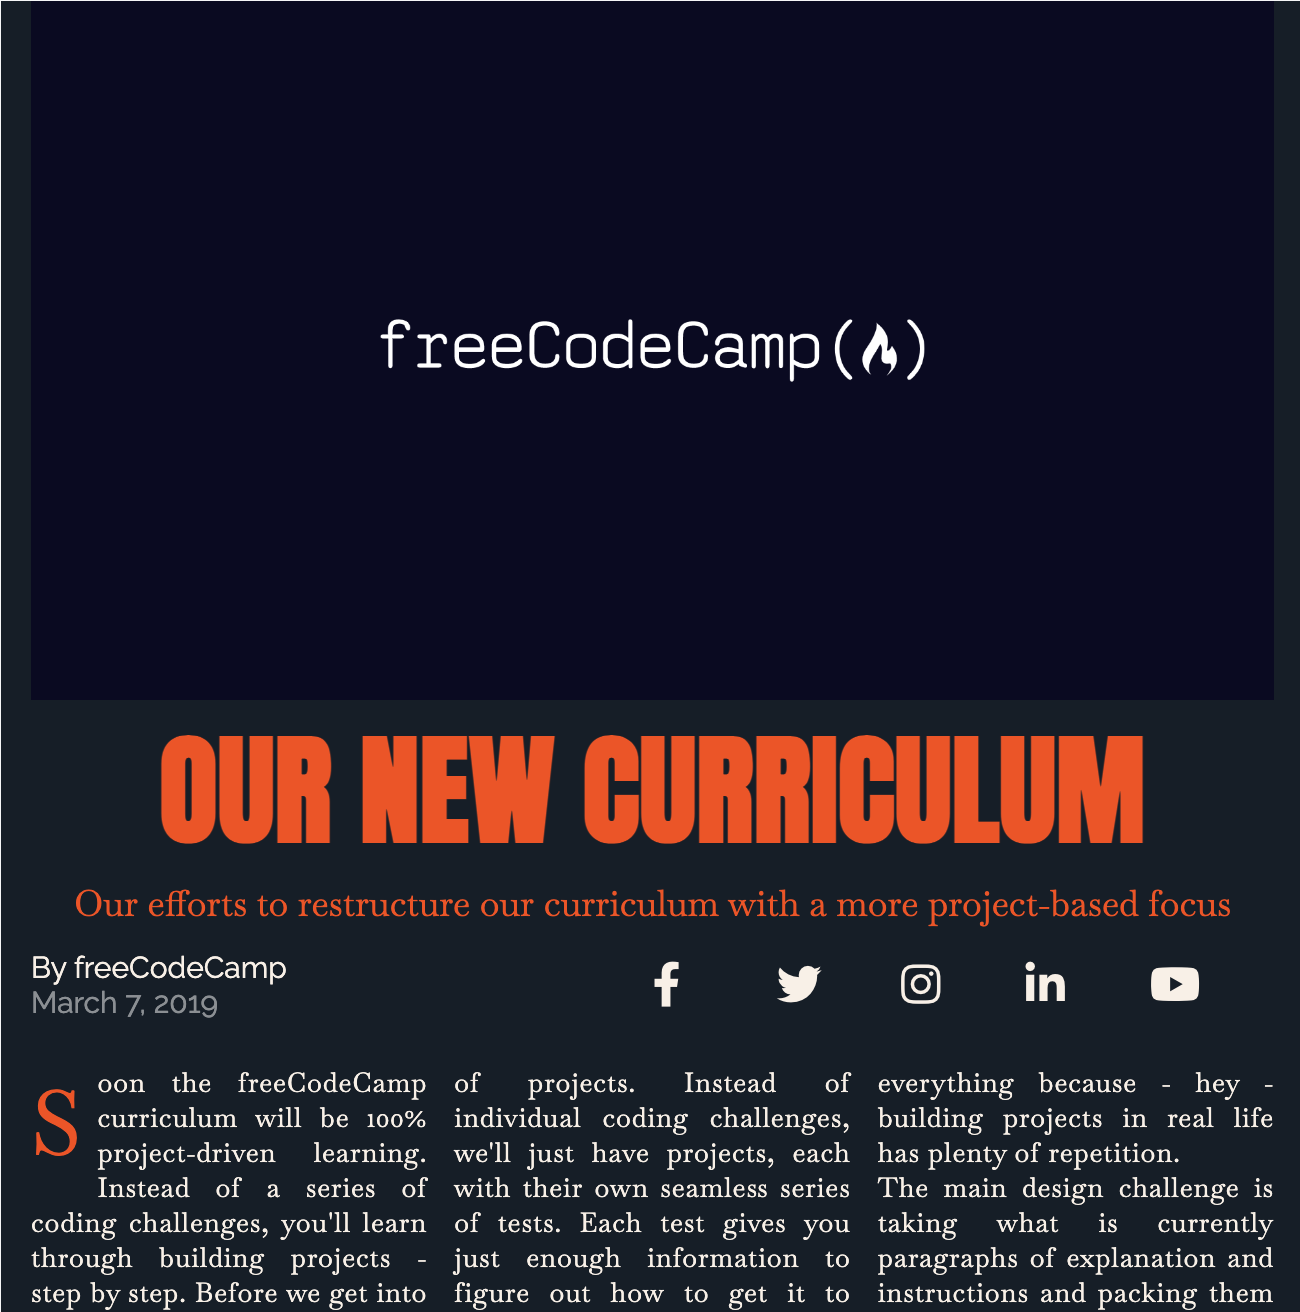 freeCodeCamp
OUR NEW CURRICULUM
Our efforts to restructure our curriculum with a more project-based focus
By freeCodeCamp
March 7, 2019
Soon the freeCodeCamp
curriculum will be 100%
project-driven learning.
Instead of a series of
coding challenges, you'll learn
through building projects -
step by step. Before we get into
of projects. Instead of
individual coding challenges,
we'll just have projects, each
with their own seamless series
of tests. Each test gives you
just enough information to
figure out how to get it to
everything because - hey -
building projects in real life
has plenty of repetition.
The main design challenge is
taking what is currently
paragraphs of explanation and
instructions and packing them